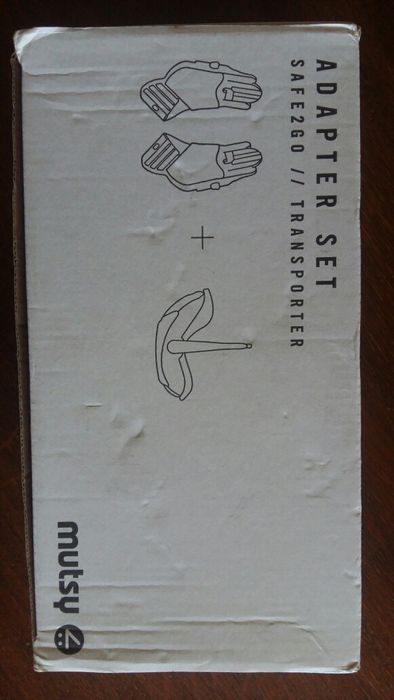 ADAPTER SET
SAFE2GO // TRANSPORTER
mutsy